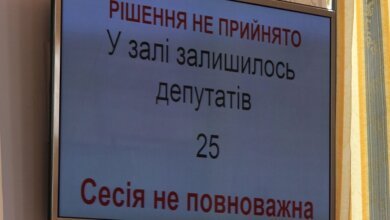 РІШЕННЯ НЕ ПРИЙНЯТО
У залі залишилось
депутатів
25
Сесія не повноважна